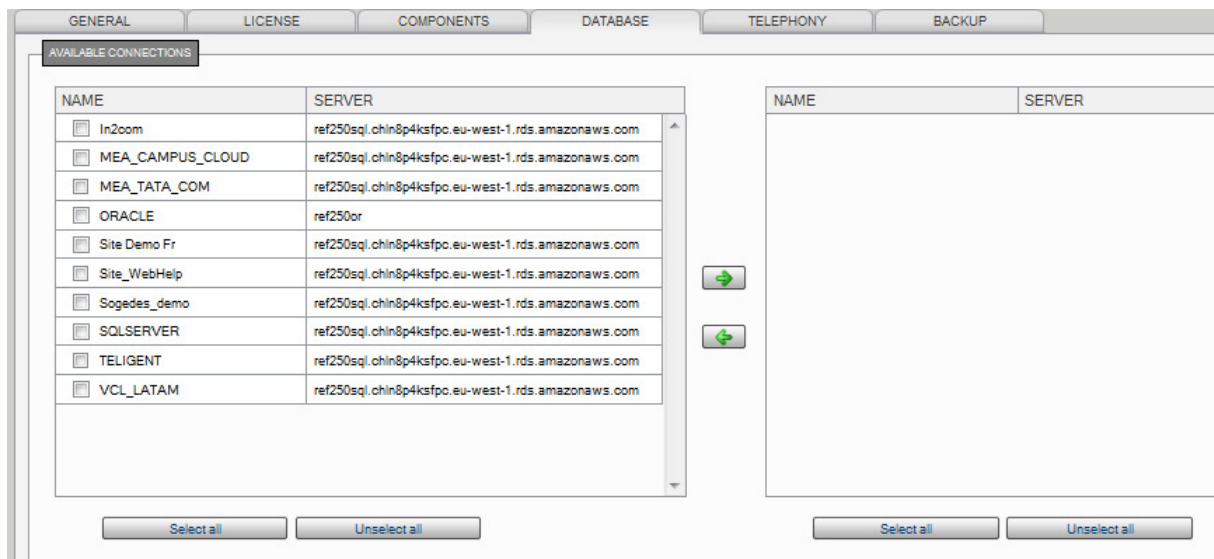 GENERAL LICENSE COMPONENTS DATABASE TELEPHONY BACKUP
AVAILABLE CONNECTIONS
NAME SERVER NAME SERVER
In2com ref250sql.chln8p4ksfpc.eu-west-1.rds.amazonaws.com
MEA_CAMPUS_CLOUD ref250sql.chln8p4ksfpc.eu-west-1.rds.amazonaws.com
MEA_TATA_COM ref250sql.chln8p4ksfpc.eu-west-1.rds.amazonaws.com
ORACLE ref250or
Site Demo Fr ref250sql.chln8p4ksfpc.eu-west-1.rds.amazonaws.com
Site_WebHelp ref250sql.chln8p4ksfpc.eu-west-1.rds.amazonaws.com
Sogedes_demo ref250sql.chln8p4ksfpc.eu-west-1.rds.amazonaws.com
SQLSERVER ref250sql.chln8p4ksfpc.eu-west-1.rds.amazonaws.com
TELIGENT ref250sql.chln8p4ksfpc.eu-west-1.rds.amazonaws.com
VCL_LATAM ref250sql.chln8p4ksfpc.eu-west-1.rds.amazonaws.com
Select all Unselect all Select all Unselect all